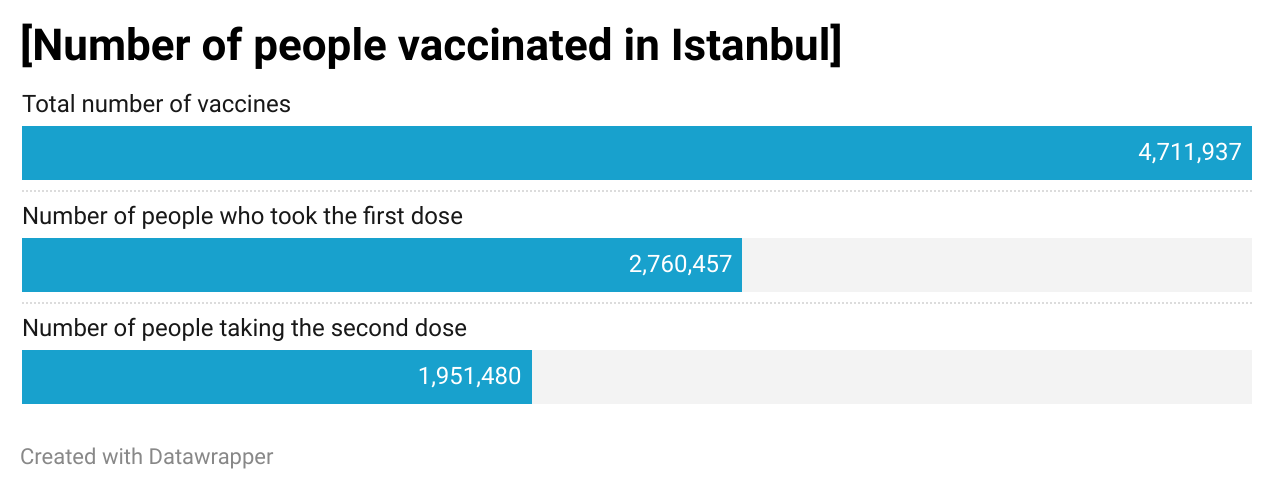 [Number of people vaccinated in Istanbul]
Total number of vaccines
4,711,937
Number of people who took the first dose
2,760,457
Number of people taking the second dose
1,951,480
Created with Datawrapper